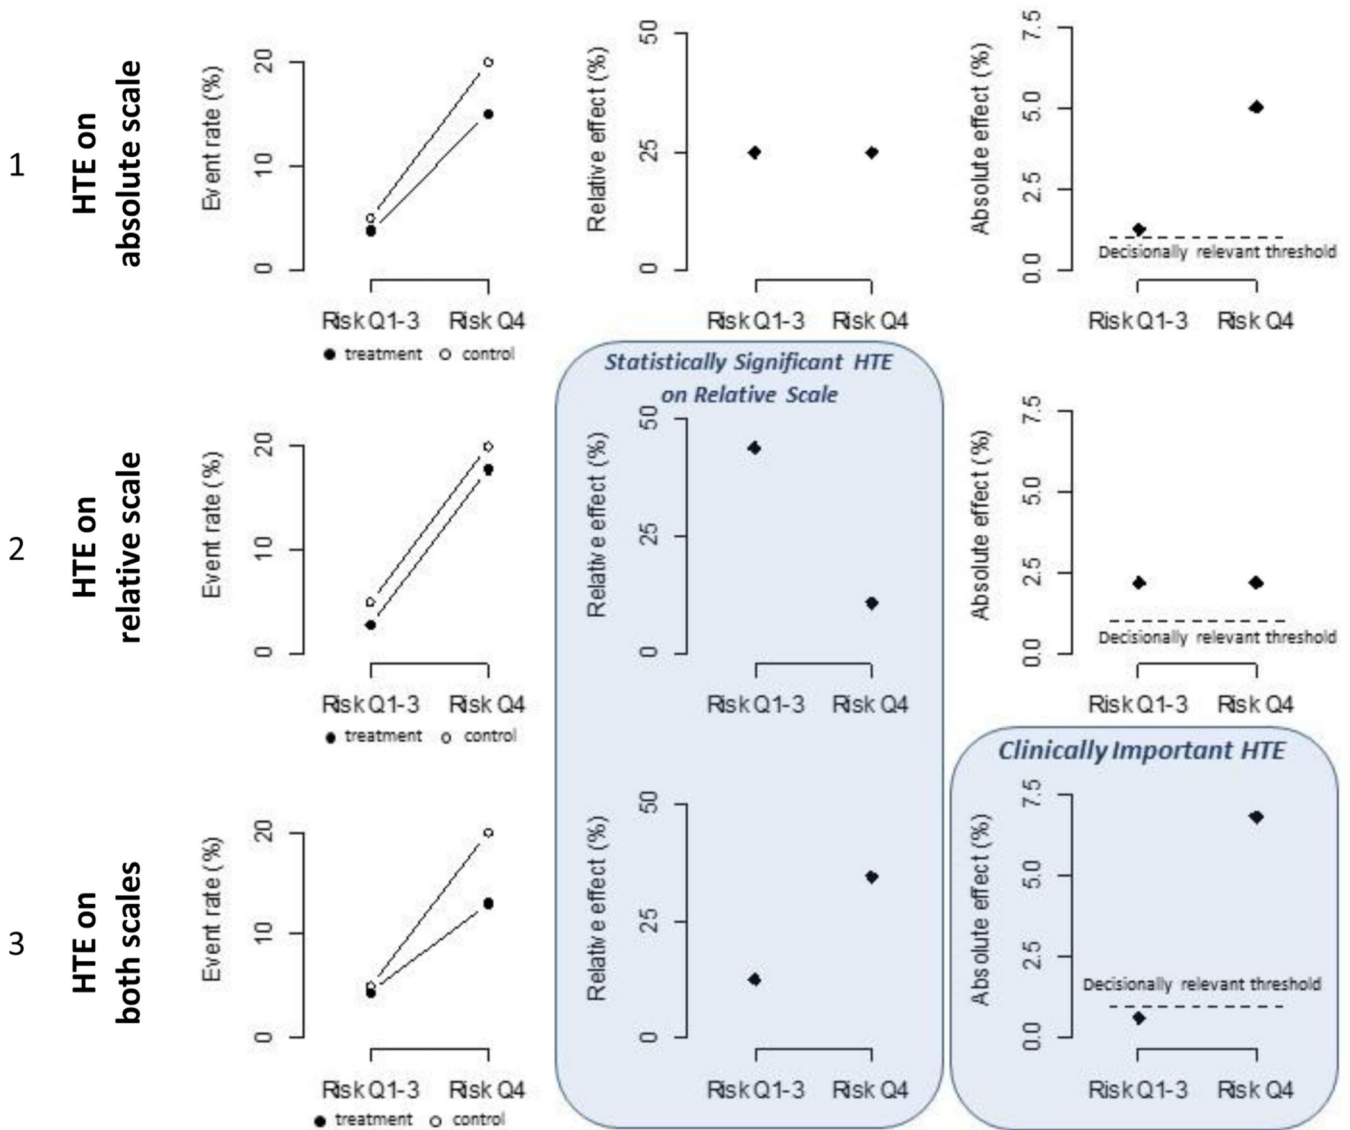 1
HTE on
absolute scale
Event rate (%)
20
10
0
Risk Q1-3 Risk Q4
treatment control
Relative effect (%)
50
25
0
Risk Q1-3 Risk Q4
Absolute effect (%)
7.5
5.0
2.5
0.0
Decisionally relevant threshold
Risk Q1-3 Risk Q4
2
HTE on
relative scale
Event rate (%)
20
10
0
Risk Q1-3 Risk Q4
treatment control
Statistically Significant HTE
on Relative Scale
Relative effect (%)
50
25
0
Risk Q1-3 Risk Q4
Absolute effect (%)
7.5
5.0
2.5
0.0
Decisionally relevant threshold
Risk Q1-3 Risk Q4
3
HTE on
both scales
Event rate (%)
20
10
0
Risk Q1-3 Risk Q4
treatment control
Relative effect (%)
50
25
0
Risk Q1-3 Risk Q4
Clinically Important HTE
Absolute effect (%)
7.5
5.0
2.5
0.0
Decisionally relevant threshold
Risk Q1-3 Risk Q4